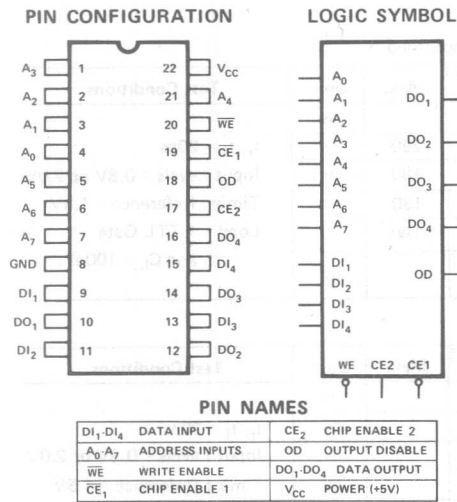 PIN CONFIGURATION
A3 1 22 VCC
A2 2 21 A4
A1 3 20 W̅E̅
A0 4 19 C̅E̅1
A5 5 18 OD
A6 6 17 CE2
A7 7 16 DO4
GND 8 15 DI4
DI1 9 14 DO3
DO1 10 13 DI3
DI2 11 12 DO2
LOGIC SYMBOL
A0
A1
A2
A3
A4
A5
A6
A7
DI1
DI2
DI3
DI4
DO1
DO2
DO3
DO4
OD
WE CE2 CE1
PIN NAMES
DI1-DI4 DATA INPUT CE2 CHIP ENABLE 2
A0-A7 ADDRESS INPUTS OD OUTPUT DISABLE
W̅E̅ WRITE ENABLE DO1-DO4 DATA OUTPUT
C̅E̅1 CHIP ENABLE 1 VCC POWER (+5V)